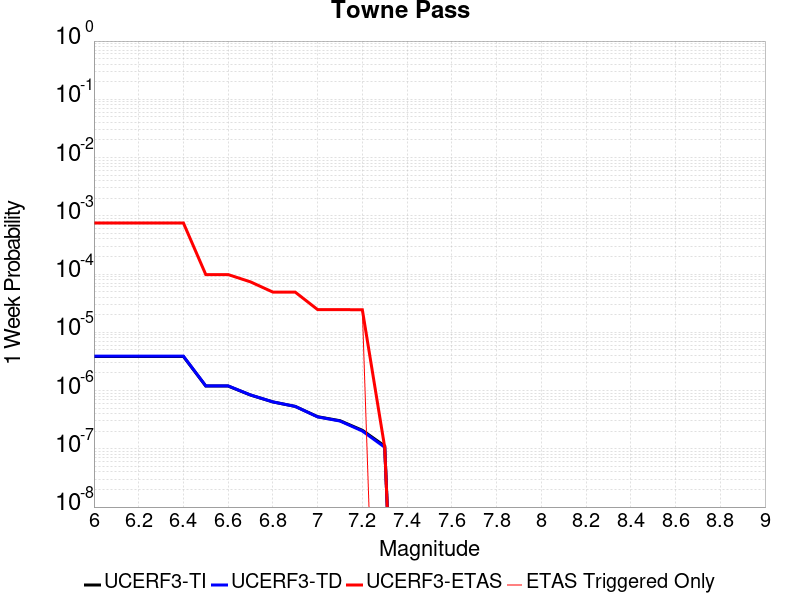 Towne Pass
10^0
10^-1
10^-2
10^-3
10^-4
10^-5
10^-6
10^-7
10^-8
1 Week Probability
6 6.2 6.4 6.6 6.8 7 7.2 7.4 7.6 7.8 8 8.2 8.4 8.6 8.8 9
Magnitude
UCERF3-TI UCERF3-TD UCERF3-ETAS ETAS Triggered Only